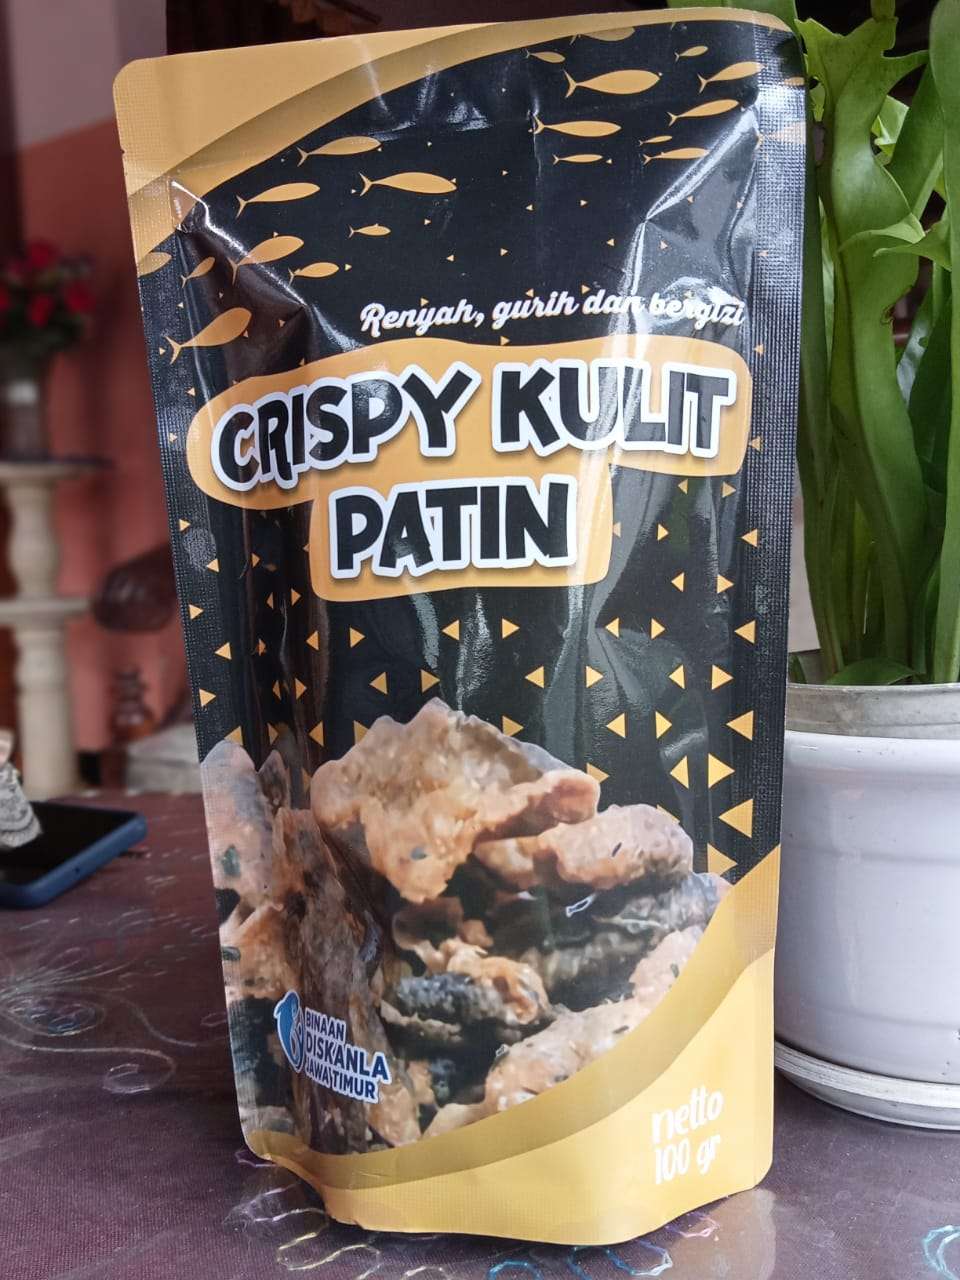 Renyah, gurih dan bergizi
CRISPY KULIT
PATIN
BINAAN
DISKANLA
JAWA TIMUR
netto
100 gr